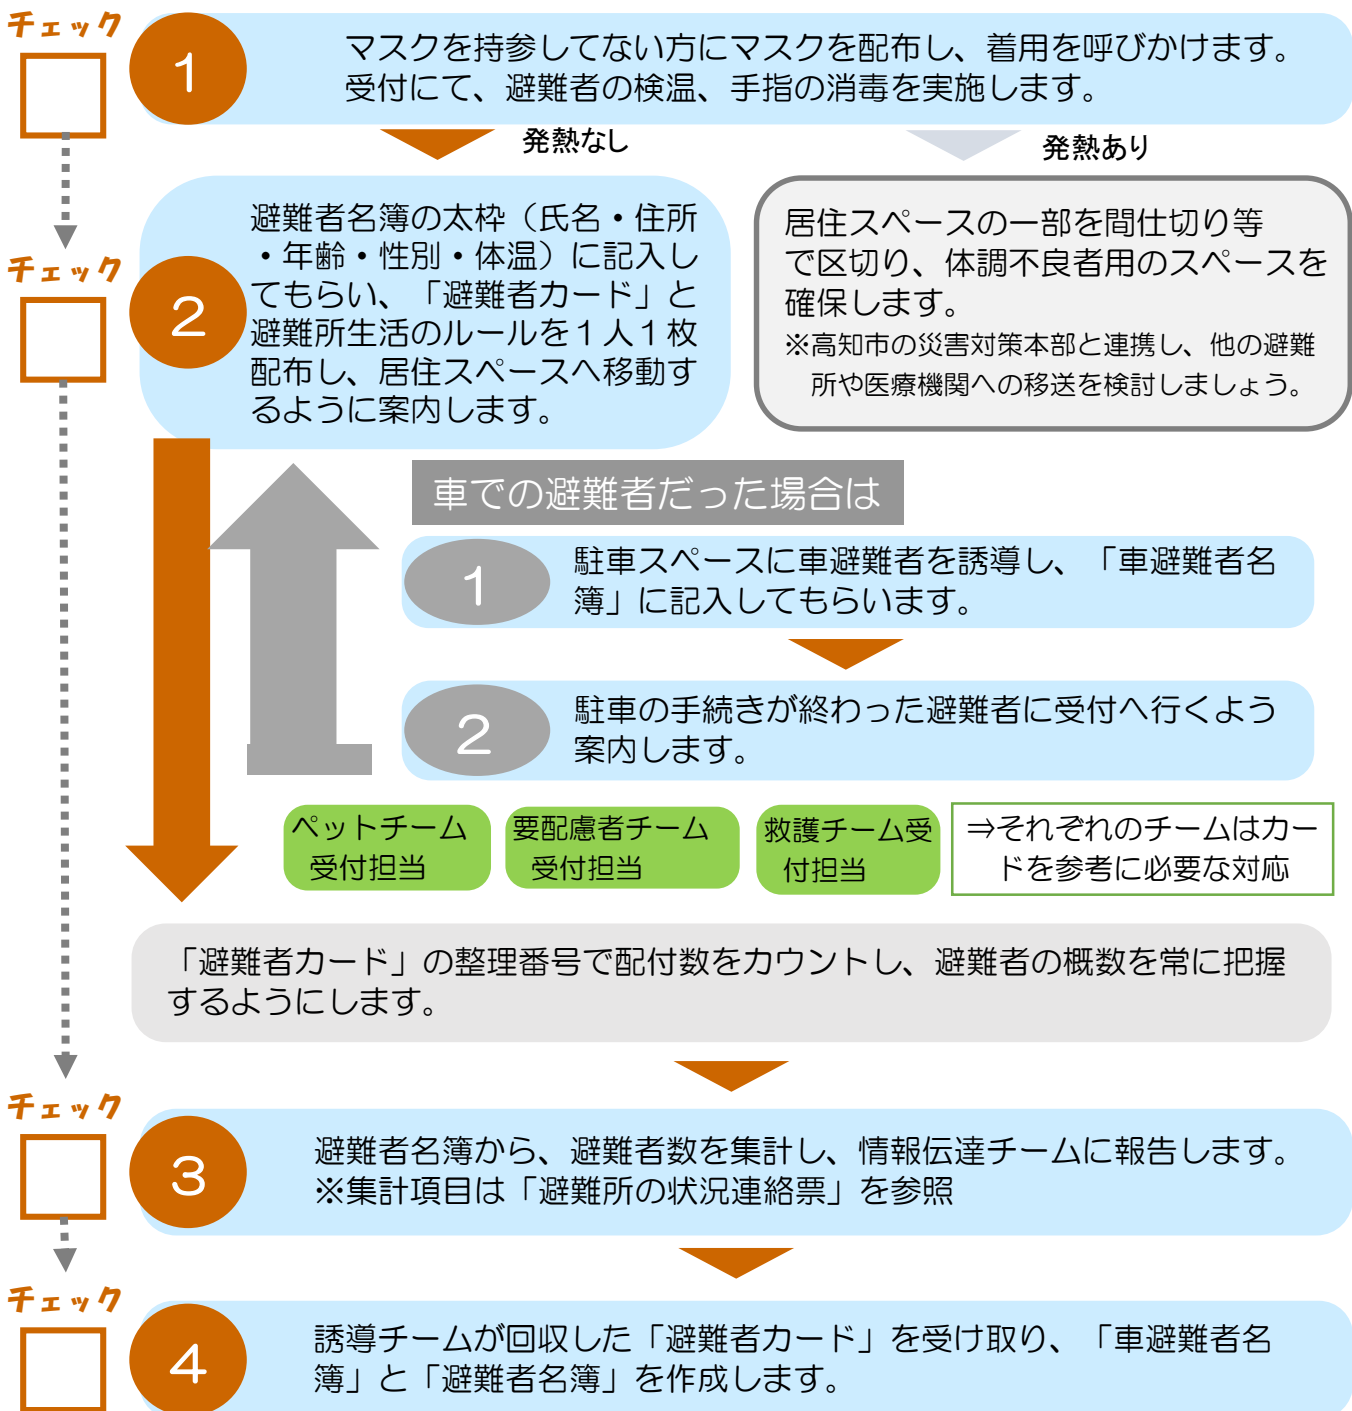 チェック
1
マスクを持参してない方にマスクを配布し、着用を呼びかけます。
受付にて、避難者の検温、手指の消毒を実施します。
発熱なし
発熱あり
チェック
2
避難者名簿の太枠（氏名・住所
・年齢・性別・体温）に記入し
てもらい、「避難者カード」と
避難所生活のルールを１人１枚
配布し、居住スペースへ移動す
るように案内します。
居住スペースの一部を間仕切り等
で区切り、体調不良者用のスペースを
確保します。
※高知市の災害対策本部と連携し、他の避難
所や医療機関への移送を検討しましょう。
車での避難者だった場合は
1
駐車スペースに車避難者を誘導し、「車避難者名
簿」に記入してもらいます。
2
駐車の手続きが終わった避難者に受付へ行くよう
案内します。
ペットチーム
受付担当
要配慮者チーム
受付担当
救護チーム受
付担当
⇒それぞれのチームはカー
ドを参考に必要な対応
「避難者カード」の整理番号で配付数をカウントし、避難者の概数を常に把握
するようにします。
チェック
3
避難者名簿から、避難者数を集計し、情報伝達チームに報告します。
※集計項目は「避難所の状況連絡票」を参照
チェック
4
誘導チームが回収した「避難者カード」を受け取り、「車避難者名
簿」と「避難者名簿」を作成します。